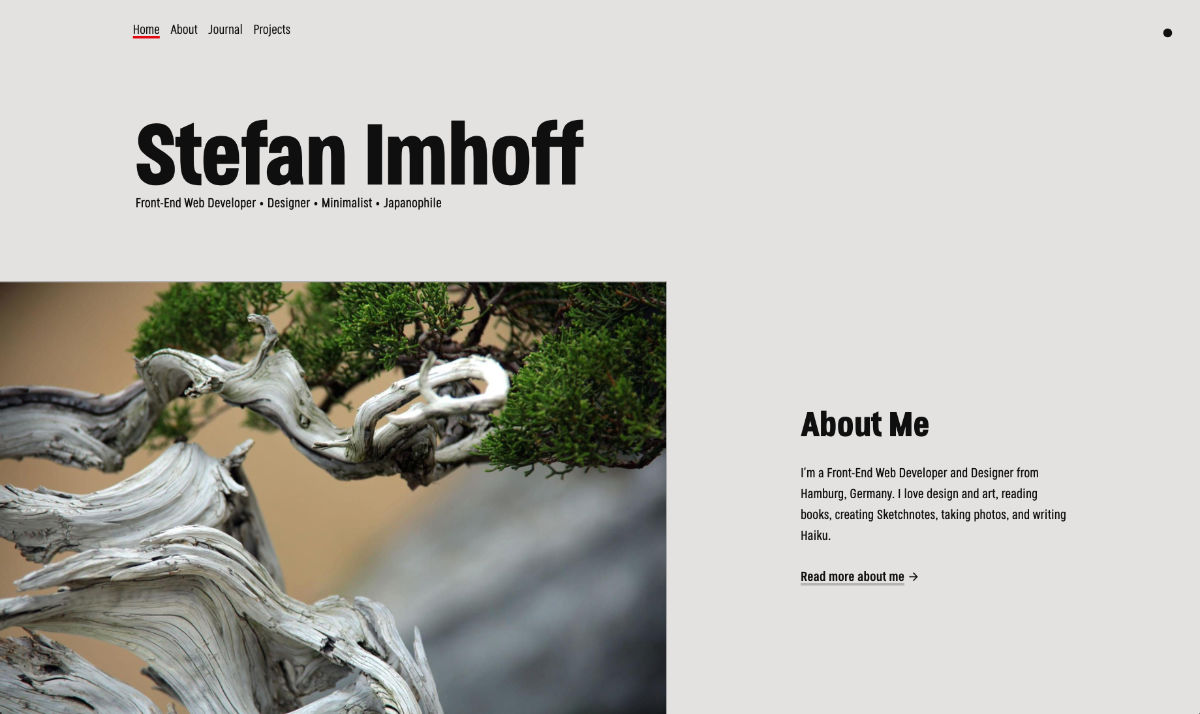 Home About Journal Projects
Stefan Imhoff
Front-End Web Developer • Designer • Minimalist • Japanophile
About Me
I'm a Front-End Web Developer and Designer from
Hamburg, Germany. I love design and art, reading
books, creating Sketchnotes, taking photos, and writing
Haiku.
Read more about me →